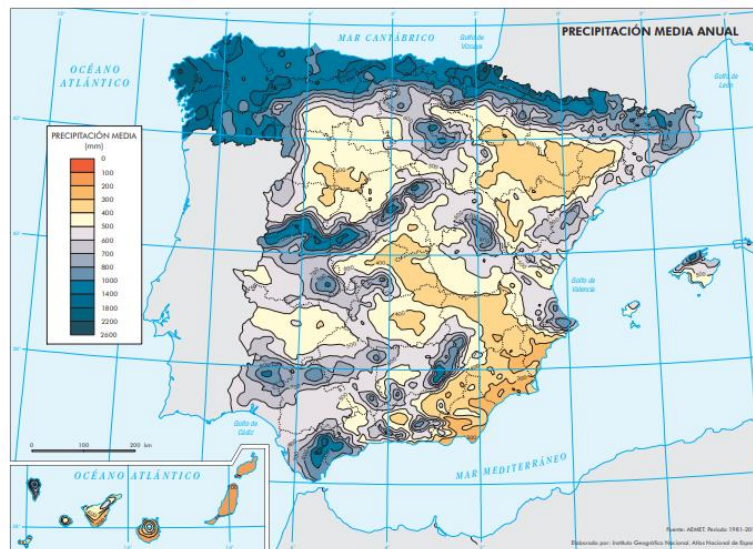 PRECIPITACIÓN MEDIA ANUAL
MAR CANTÁBRICO
Golfo de
Vizcaya
Golfo de
León
OCÉANO
ATLÁNTICO
PRECIPITACIÓN MEDIA
(mm)
0
100
200
300
400
500
600
700
800
1000
1400
1800
2200
2600
Golfo de
Valencia
Golfo de
Cádiz
0 100 200 km
MAR MEDITERRÁNEO
OCÉANO ATLÁNTICO
Fuente: AEMET. Periodo 1981-20
Elaborado por: Instituto Geográfico Nacional. Atlas Nacional de Espa